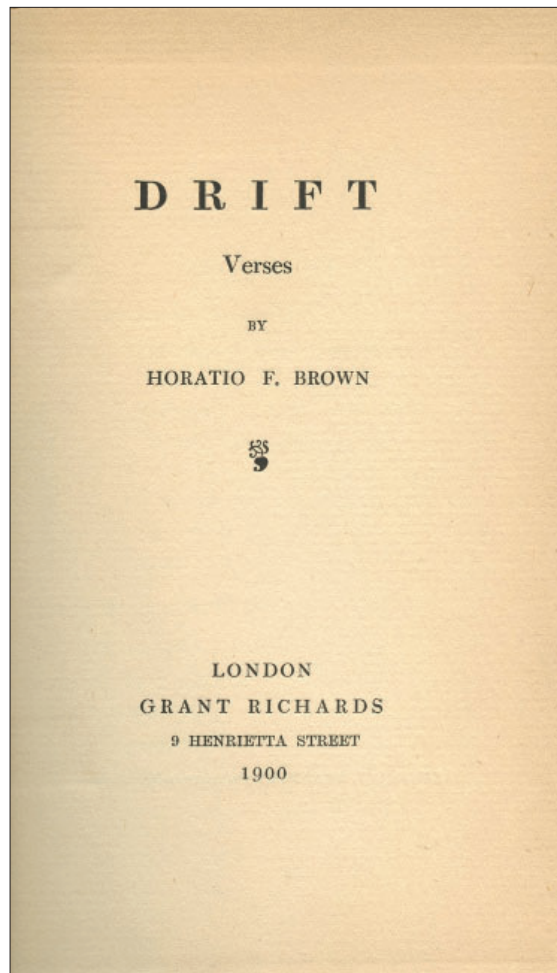 DRIFT
Verses
BY
HORATIO F. BROWN
LONDON
GRANT RICHARDS
9 HENRIETTA STREET
1900